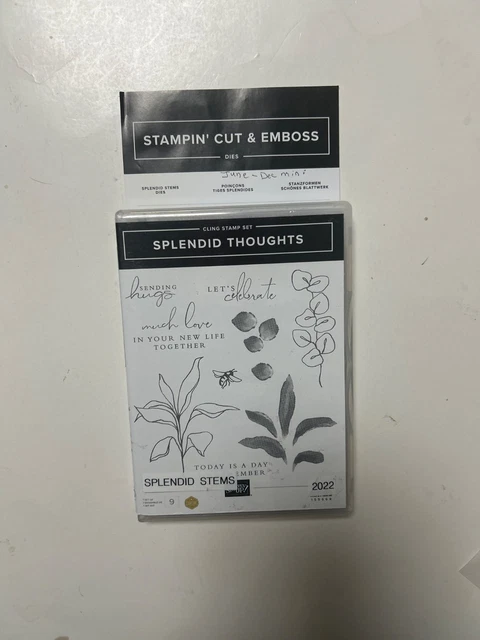 STAMPIN' CUT & EMBOSS
DIES
June - Dec mini
SPLENDID STEMS
DIES
POINÇONS
TIGES SPLENDIDES
STANZFORMEN
SCHÖNES BLATTWERK
CLING STAMP SET
SPLENDID THOUGHTS
SENDING
hugs
LET'S
celebrate
much love
IN YOUR NEW LIFE
TOGETHER
TODAY IS A DAY
EMBER
SPLENDID STEMS
2022
9